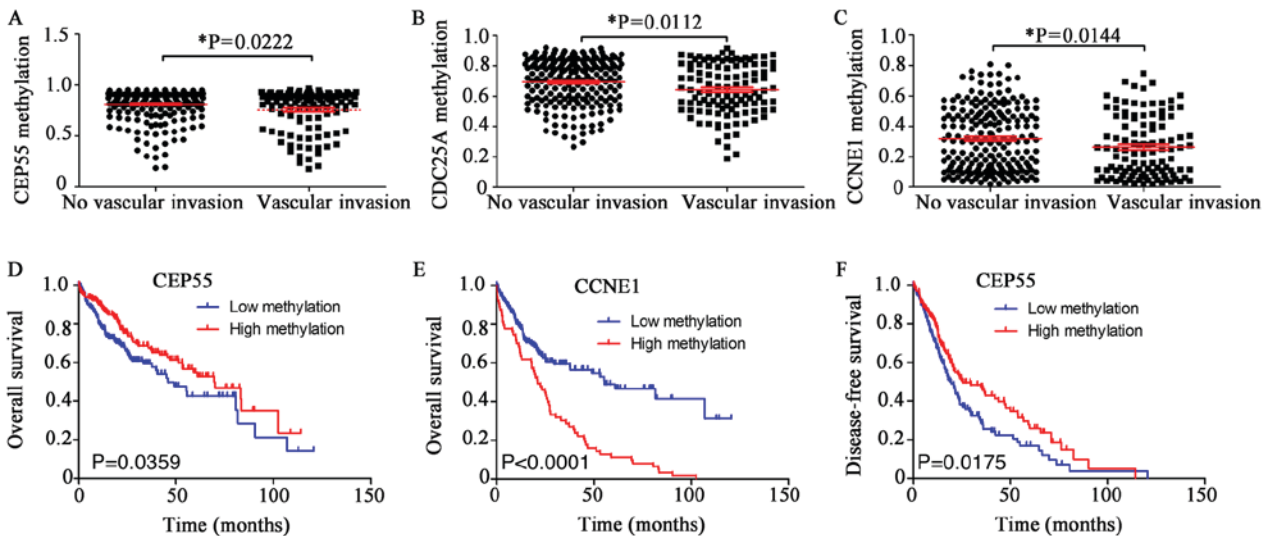 A
*P=0.0222
CEP55 methylation
1.5
1.0
0.5
0
No vascular invasion
Vascular invasion
B
*P=0.0112
CDC25A methylation
1.0
0.8
0.6
0.4
0.2
0
No vascular invasion
Vascular invasion
C
*P=0.0144
CCNE1 methylation
1.0
0.8
0.6
0.4
0.2
0
No vascular invasion
Vascular invasion
D
CEP55
Low methylation
High methylation
Overall survival
1.0
0.8
0.6
0.4
0.2
0
P=0.0359
0
50
100
150
Time (months)
E
CCNE1
Low methylation
High methylation
Overall survival
1.0
0.8
0.6
0.4
0.2
0
P<0.0001
0
50
100
150
Time (months)
F
CEP55
Low methylation
High methylation
Disease-free survival
1.0
0.8
0.6
0.4
0.2
0
P=0.0175
0
50
100
150
Time (months)